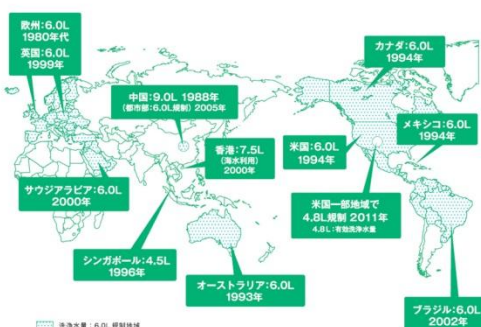 欧州:6.0L
1980年代
英国:6.0L
1999年
カナダ:6.0L
1994年
中国:9.0L 1988年
(都市部:6.0L規制)2005年
メキシコ:6.0L
1994年
香港:7.5L
(海水利用)
2000年
米国:6.0L
1994年
サウジアラビア:6.0L
2000年
米国一部地域で
4.8L規制 2011年
4.8L:有効洗浄水量
シンガポール:4.5L
1996年
オーストラリア:6.0L
1993年
ブラジル:6.0L
2002年
洗浄水量:6.0L 規制地域